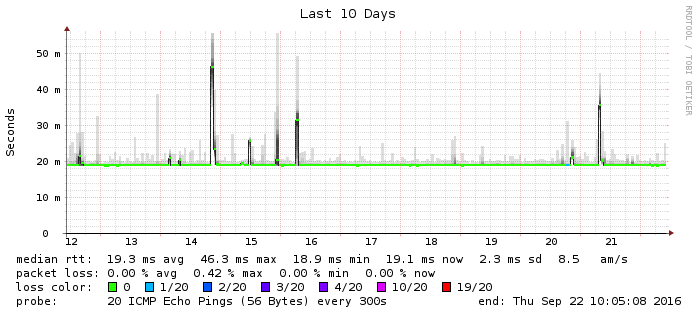 Last 10 Days
RRDTOOL / TOBI OETIKER
Seconds
50 m
40 m
30 m
20 m
10 m
0
12 13 14 15 16 17 18 19 20 21
median rtt: 19.3 ms avg 46.3 ms max 18.9 ms min 19.1 ms now 2.3 ms sd 8.5 am/s
packet loss: 0.00 % avg 0.42 % max 0.00 % min 0.00 % now
loss color: 0 1/20 2/20 3/20 4/20 10/20 19/20
probe: 20 ICMP Echo Pings (56 Bytes) every 300s end: Thu Sep 22 10:05:08 2016